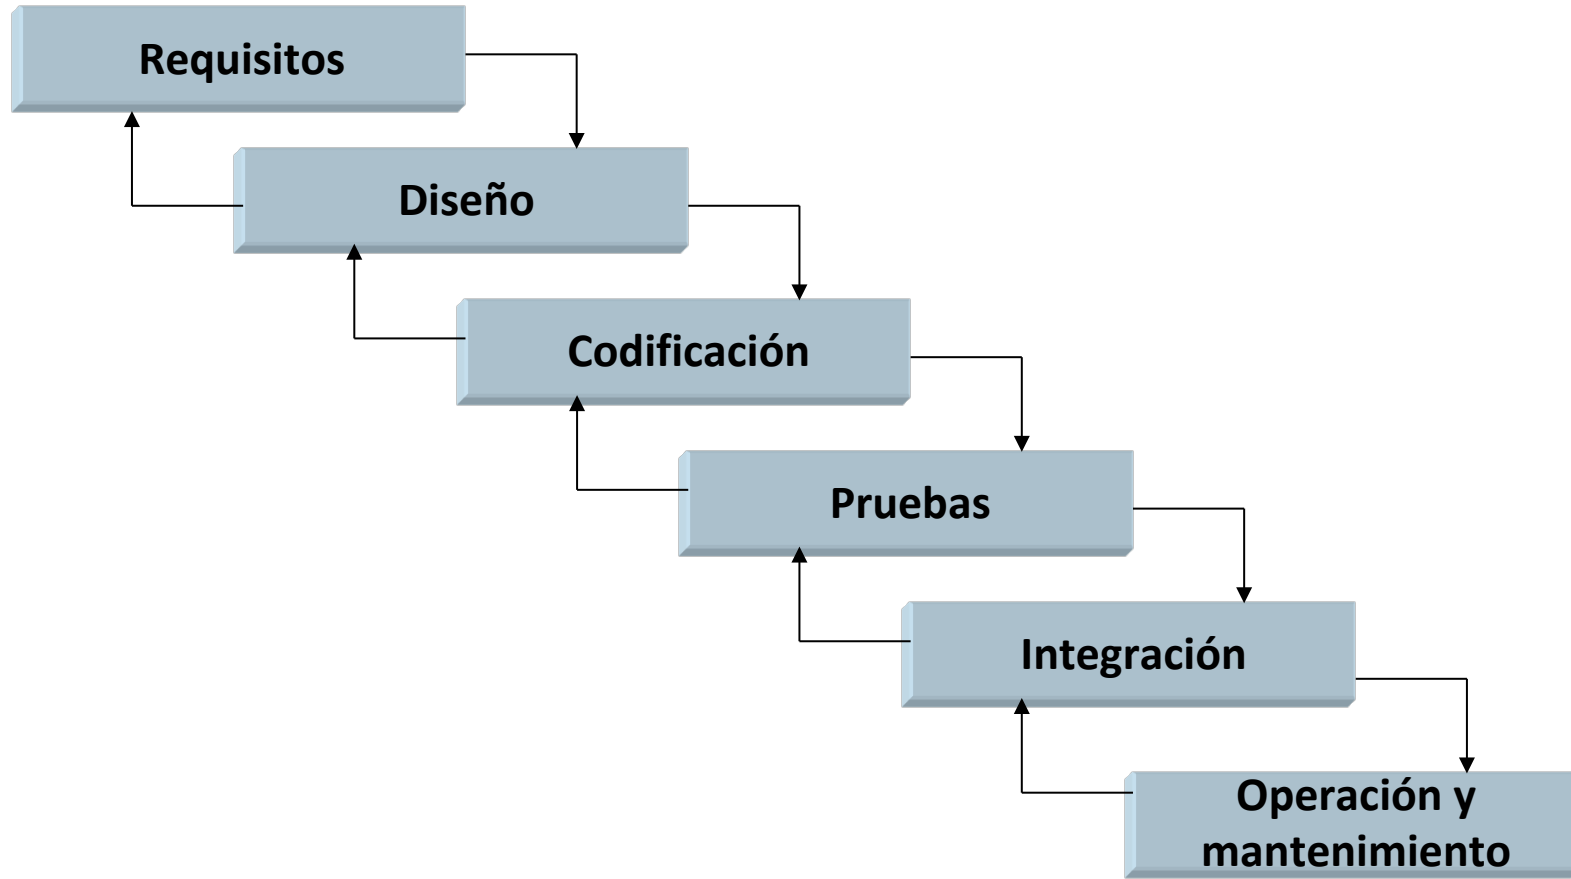 Requisitos
Diseño
Codificación
Pruebas
Integración
Operación y
mantenimiento